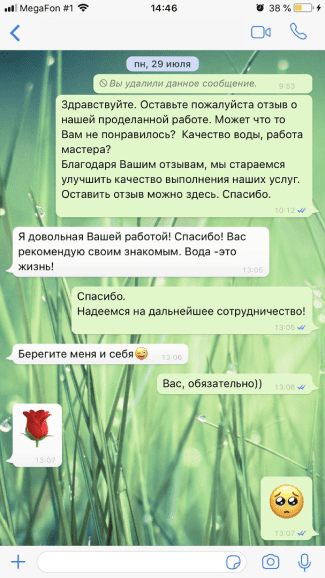 MegaFon #1
14:46
38 %
пн, 29 июля
Вы удалили данное сообщение.
9:53
Здравствуйте. Оставьте пожалуйста отзыв о
нашей проделанной работе. Может что то
Вам не понравилось? Качество воды, работа
мастера?
Благодаря Вашим отзывам, мы стараемся
улучшить качество выполнения наших услуг.
Оставить отзыв можно здесь. Спасибо.
10:12
Я довольная Вашей работой! Спасибо! Вас
рекомендую своим знакомым. Вода -это
жизнь!
13:05
Спасибо.
Надеемся на дальнейшее сотрудничество!
13:05
Берегите меня и себя😜
13:06
Вас, обязательно))
13:06
🌹
13:07
🥺
13:07